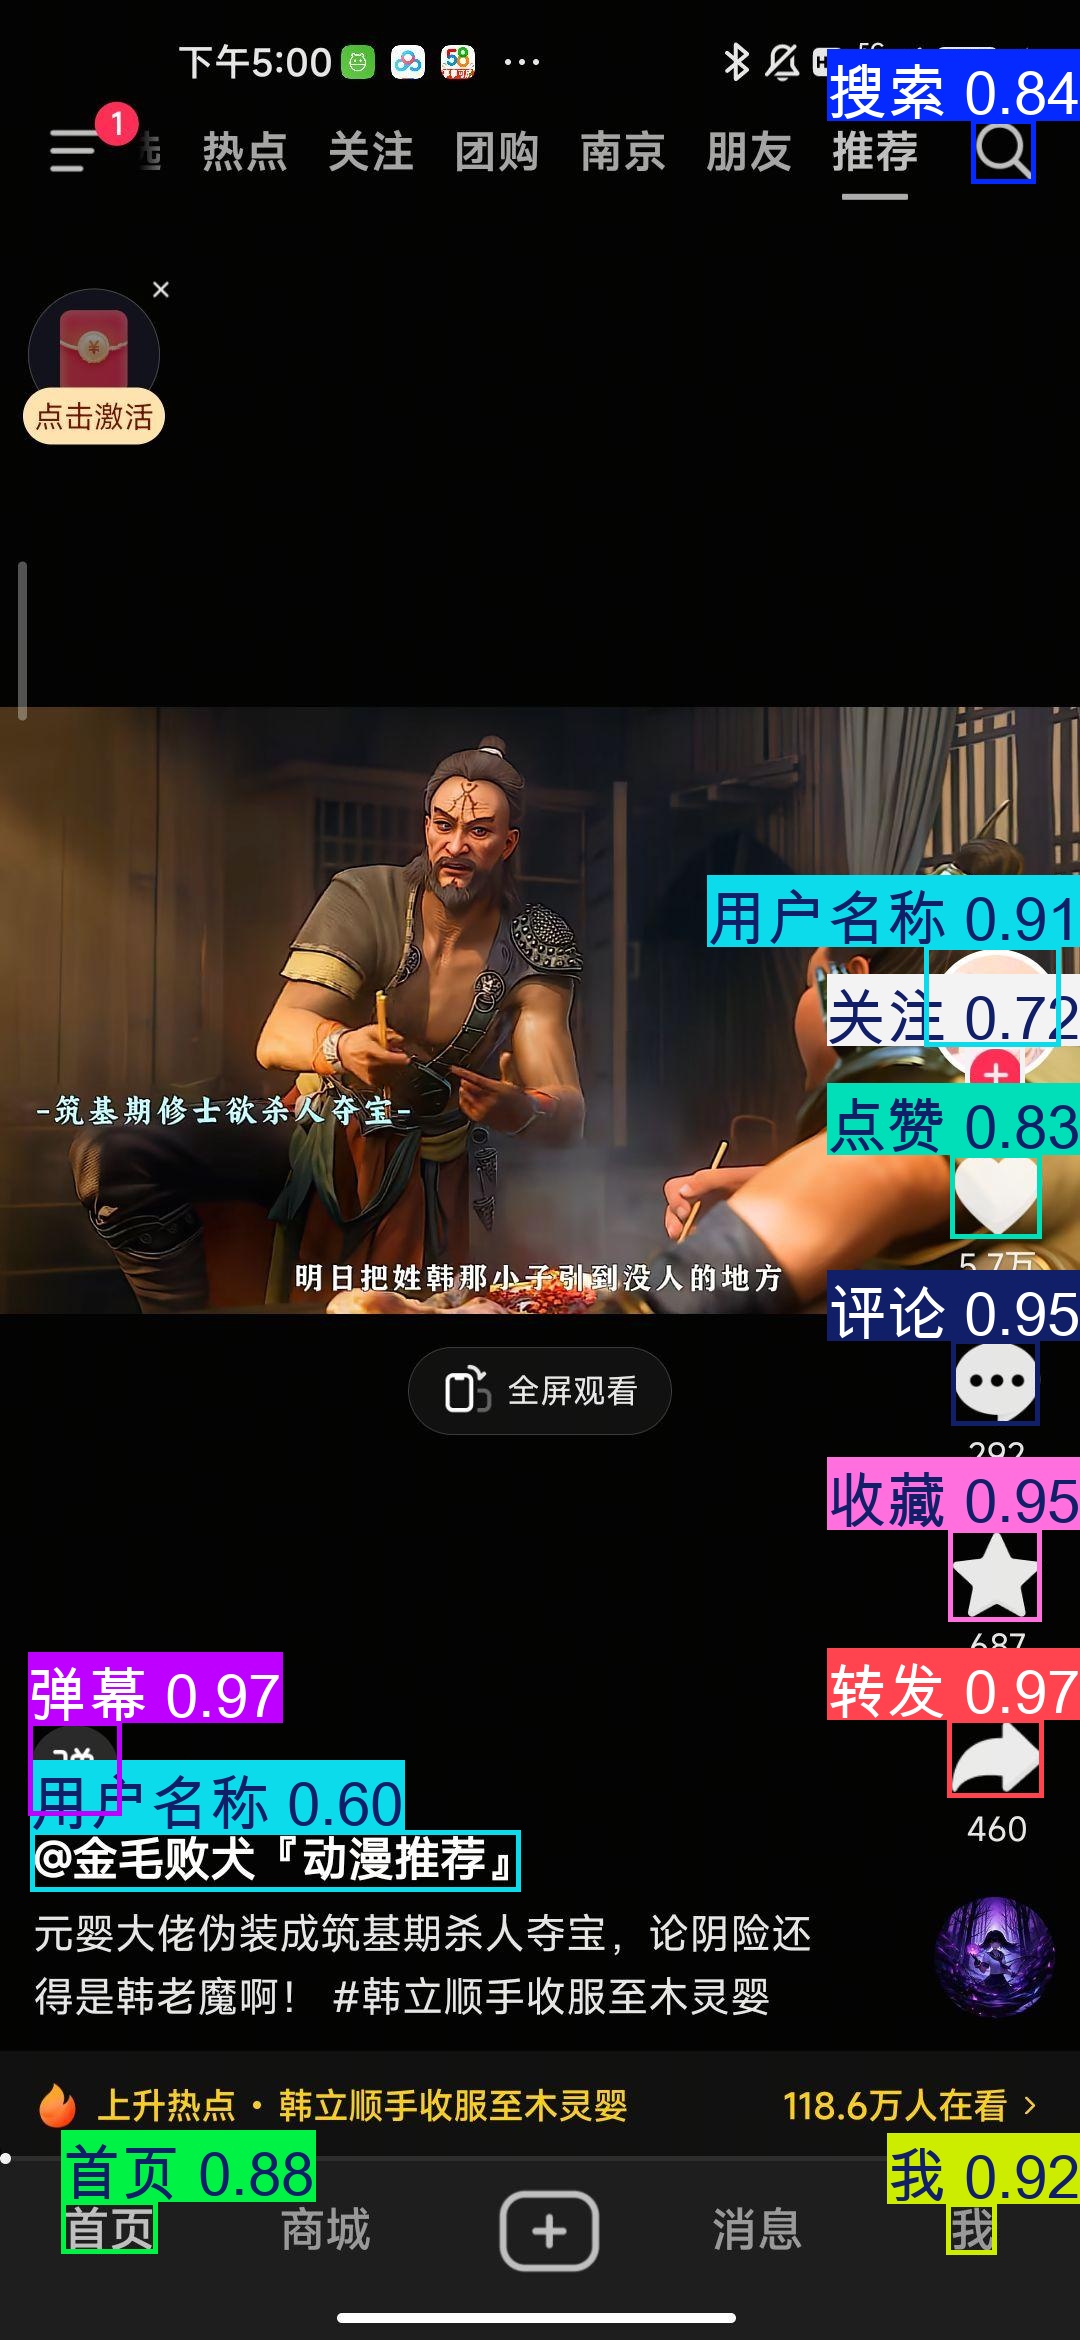 下午5:00
58
搜索 0.84
1
热点 关注 团购 南京 朋友 推荐
点击激活
用户名称 0.91
关注 0.72
-筑基期修士欲杀人夺宝-
点赞 0.83
5.7万
明日把姓韩那小子引到没人的地方
评论 0.95
全屏观看
292
收藏 0.95
687
弹幕 0.97
转发 0.97
用户名称 0.60
460
@金毛败犬『动漫推荐』
元婴大佬伪装成筑基期杀人夺宝，论阴险还
得是韩老魔啊！ #韩立顺手收服至木灵婴
上升热点·韩立顺手收服至木灵婴 118.6万人在看 >
首页 0.88
我 0.92
首页 商城 消息 我